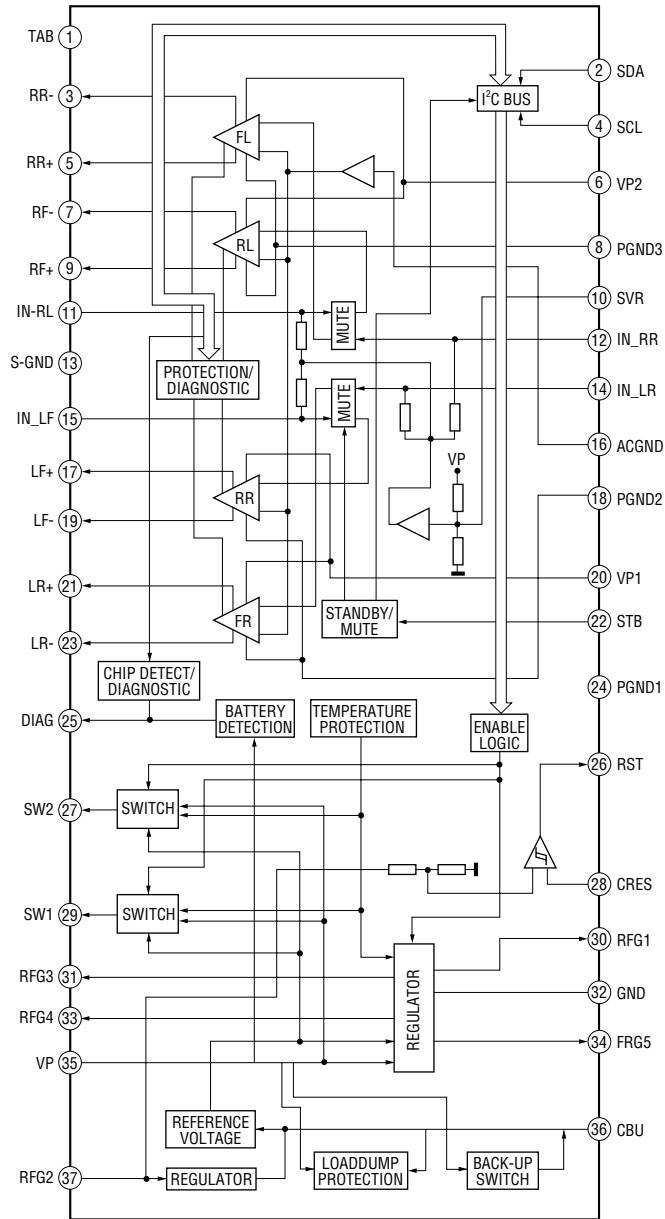 TAB 1
2 SDA
RR- 3
I²C BUS
FL
4 SCL
RR+ 5
6 VP2
RF- 7
RL
8 PGND3
RF+ 9
10 SVR
IN-RL 11
MUTE
12 IN_RR
S-GND 13
PROTECTION/
DIAGNOSTIC
14 IN_LR
MUTE
IN_LF 15
16 ACGND
VP
LF+ 17
RR
18 PGND2
LF- 19
20 VP1
LR+ 21
FR
STANDBY/
MUTE
22 STB
LR- 23
CHIP DETECT/
DIAGNOSTIC
24 PGND1
DIAG 25
BATTERY
DETECTION
TEMPERATURE
PROTECTION
ENABLE
LOGIC
26 RST
SW2 27
SWITCH
28 CRES
SW1 29
SWITCH
30 RFG1
RFG3 31
REGULATOR
32 GND
RFG4 33
34 FRG5
VP 35
REFERENCE
VOLTAGE
36 CBU
RFG2 37
REGULATOR
LOADDUMP
PROTECTION
BACK-UP
SWITCH